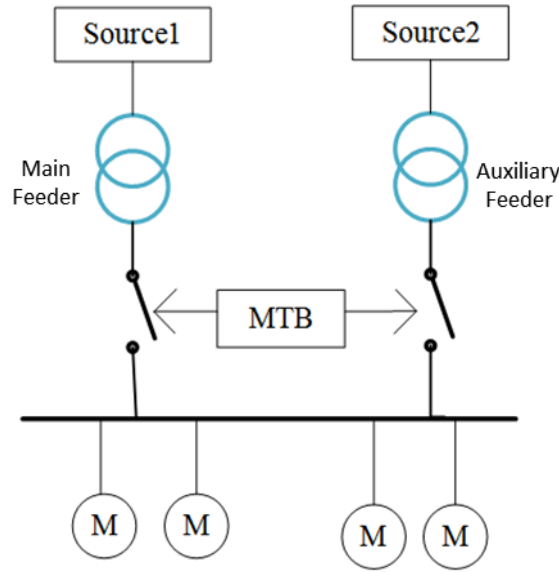 Source1
Source2
Main
Feeder
Auxiliary
Feeder
MTB
M
M
M
M